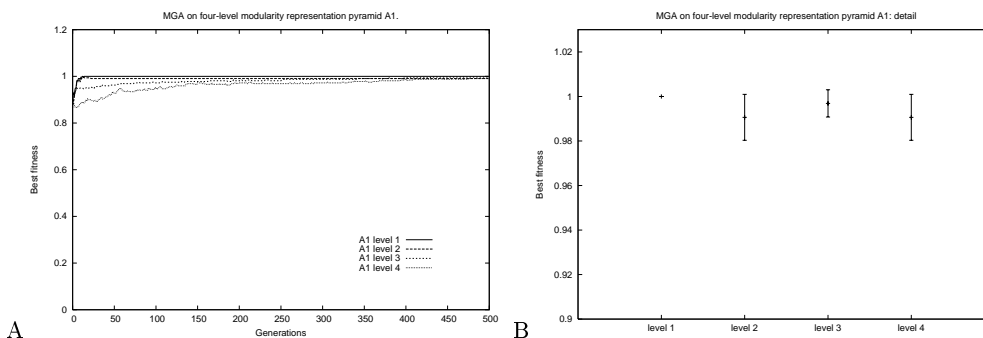 MGA on four-level modularity representation pyramid A1.
1.2
1
0.8
0.6
0.4
0.2
0
Best fitness
A1 level 1
A1 level 2
A1 level 3
A1 level 4
0 50 100 150 200 250 300 350 400 450 500
Generations
A
MGA on four-level modularity representation pyramid A1: detail
1.02
1
0.98
0.96
0.94
0.92
0.9
Best fitness
level 1 level 2 level 3 level 4
B